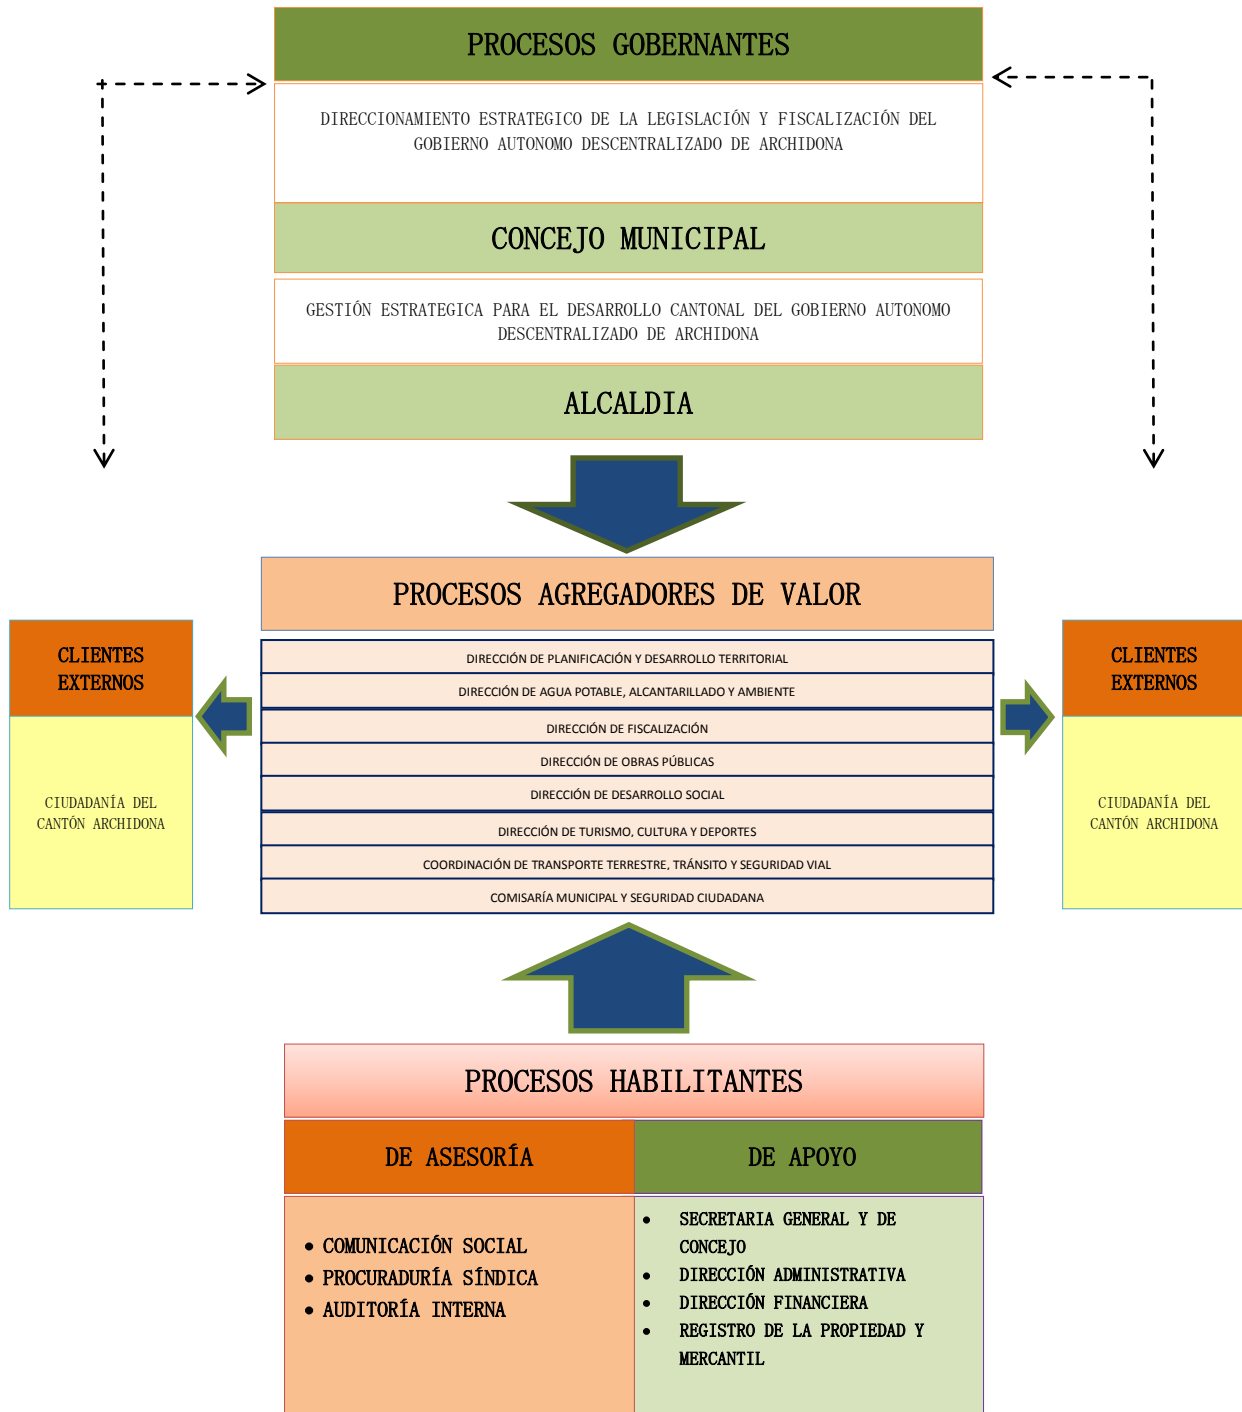 PROCESOS GOBERNANTES
DIRECCIONAMIENTO ESTRATEGICO DE LA LEGISLACIÓN Y FISCALIZACIÓN DEL
GOBIERNO AUTONOMO DESCENTRALIZADO DE ARCHIDONA
CONCEJO MUNICIPAL
GESTIÓN ESTRATEGICA PARA EL DESARROLLO CANTONAL DEL GOBIERNO AUTONOMO
DESCENTRALIZADO DE ARCHIDONA
ALCALDIA
PROCESOS AGREGADORES DE VALOR
CLIENTES
EXTERNOS
CIUDADANÍA DEL
CANTÓN ARCHIDONA
DIRECCIÓN DE PLANIFICACIÓN Y DESARROLLO TERRITORIAL
DIRECCIÓN DE AGUA POTABLE, ALCANTARILLADO Y AMBIENTE
DIRECCIÓN DE FISCALIZACIÓN
DIRECCIÓN DE OBRAS PÚBLICAS
DIRECCIÓN DE DESARROLLO SOCIAL
DIRECCIÓN DE TURISMO, CULTURA Y DEPORTES
COORDINACIÓN DE TRANSPORTE TERRESTRE, TRÁNSITO Y SEGURIDAD VIAL
COMISARÍA MUNICIPAL Y SEGURIDAD CIUDADANA
CLIENTES
EXTERNOS
CIUDADANÍA DEL
CANTÓN ARCHIDONA
PROCESOS HABILITANTES
DE ASESORÍA
• COMUNICACIÓN SOCIAL
• PROCURADURÍA SÍNDICA
• AUDITORÍA INTERNA
DE APOYO
• SECRETARIA GENERAL Y DE
CONCEJO
• DIRECCIÓN ADMINISTRATIVA
• DIRECCIÓN FINANCIERA
• REGISTRO DE LA PROPIEDAD Y
MERCANTIL